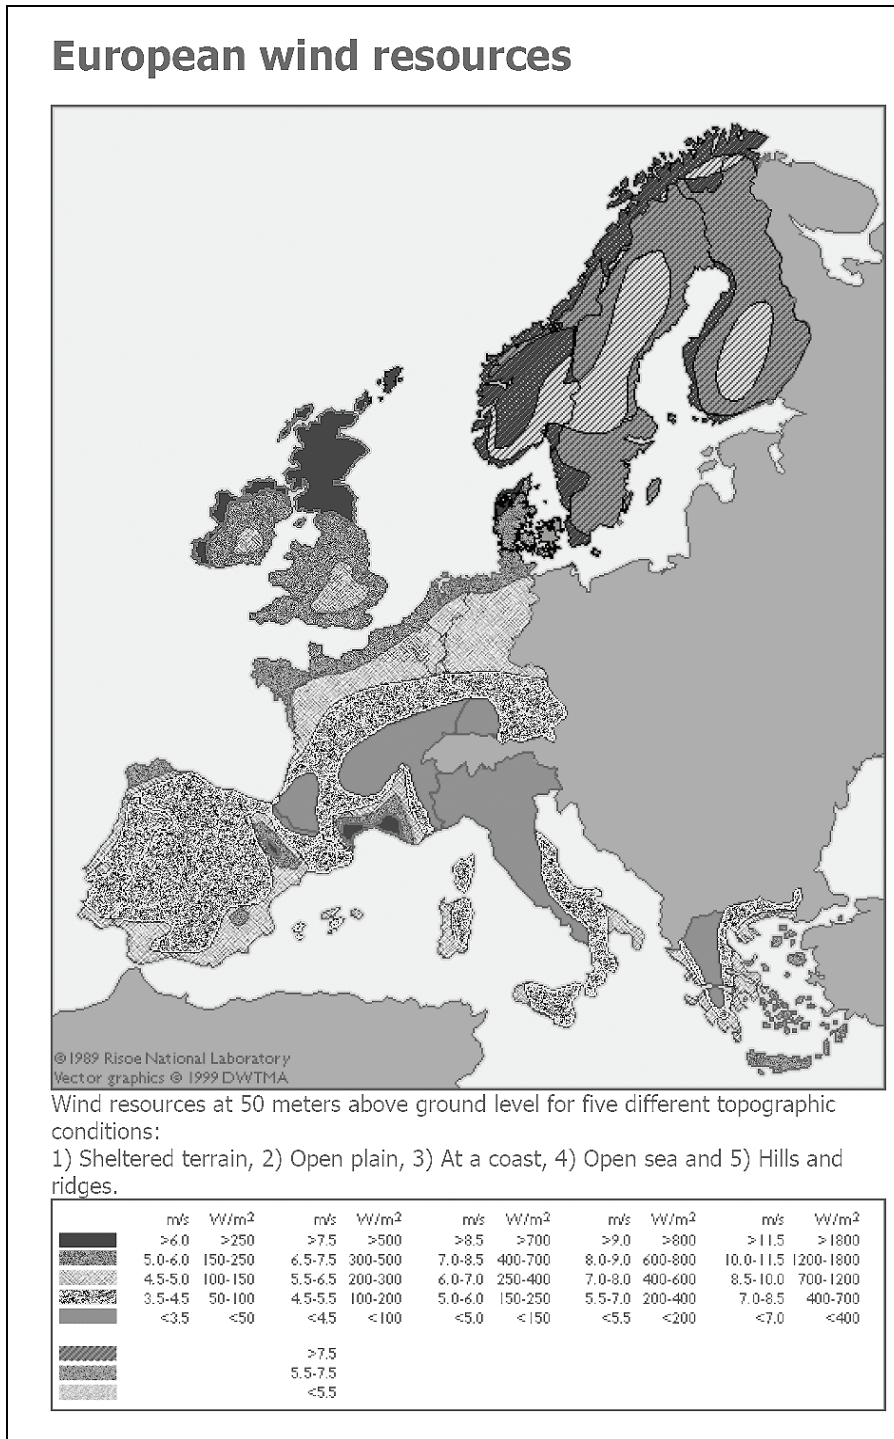 European wind resources
©1989 Risoe National Laboratory
Vector graphics © 1999 DWTMA
Wind resources at 50 meters above ground level for five different topographic
conditions:
1) Sheltered terrain, 2) Open plain, 3) At a coast, 4) Open sea and 5) Hills and
ridges.
m/s W/m² m/s W/m² m/s W/m² m/s W/m² m/s W/m²
>6.0 >250 >7.5 >500 >8.5 >700 >9.0 >800 >11.5 >1800
5.0-6.0 150-250 6.5-7.5 300-500 7.0-8.5 400-700 8.0-9.0 600-800 10.0-11.5 1200-1800
4.5-5.0 100-150 5.5-6.5 200-300 6.0-7.0 250-400 7.0-8.0 400-600 8.5-10.0 700-1200
3.5-4.5 50-100 4.5-5.5 100-200 5.0-6.0 150-250 5.5-7.0 200-400 7.0-8.5 400-700
<3.5 <50 <4.5 <100 <5.0 <150 <5.5 <200 <7.0 <400
>7.5
5.5-7.5
<5.5